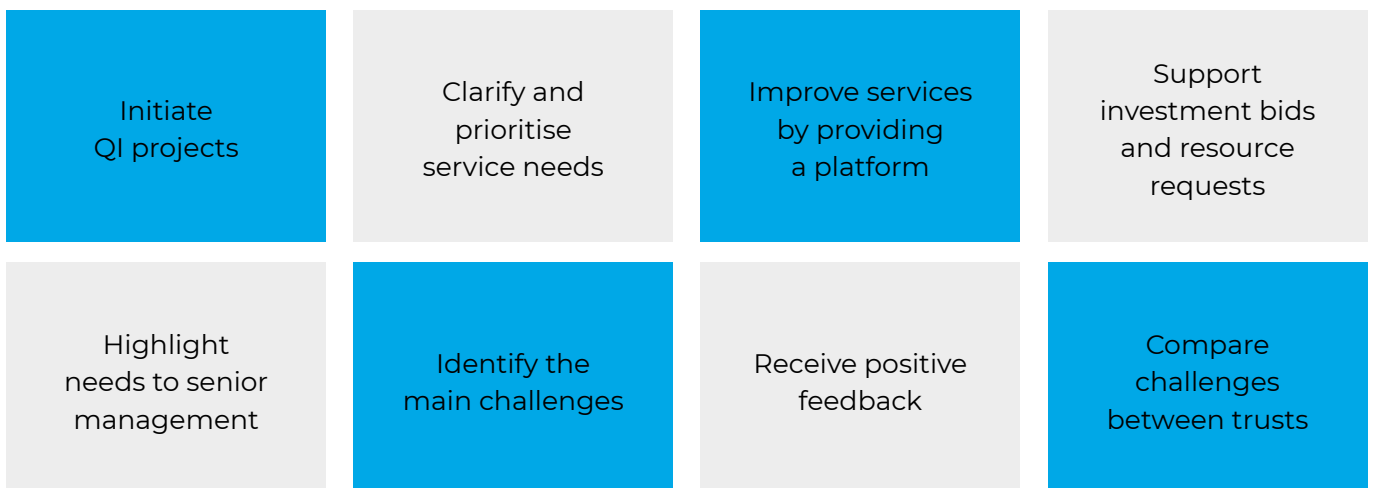 Initiate
QI projects
Clarify and
prioritise
service needs
Improve services
by providing
a platform
Support
investment bids
and resource
requests
Highlight
needs to senior
management
Identify the
main challenges
Receive positive
feedback
Compare
challenges
between trusts